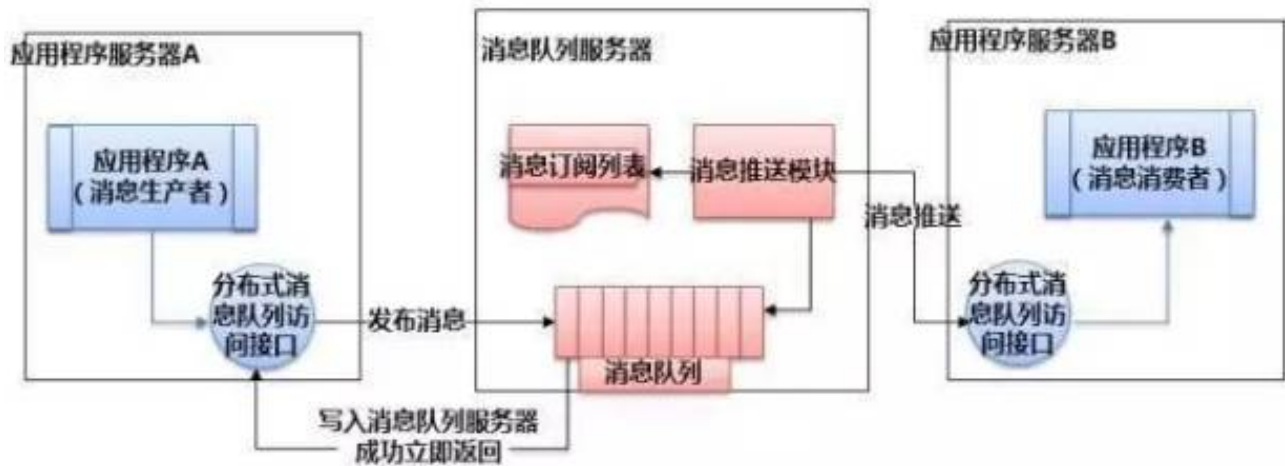 应用程序服务器A
消息队列服务器
应用程序服务器B
应用程序A
（消息生产者）
消息订阅列表
消息推送模块
应用程序B
（消息消费者）
消息推送
分布式消
息队列访
问接口
发布消息
分布式消
息队列访
问接口
消息队列
写入消息队列服务器
成功立即返回